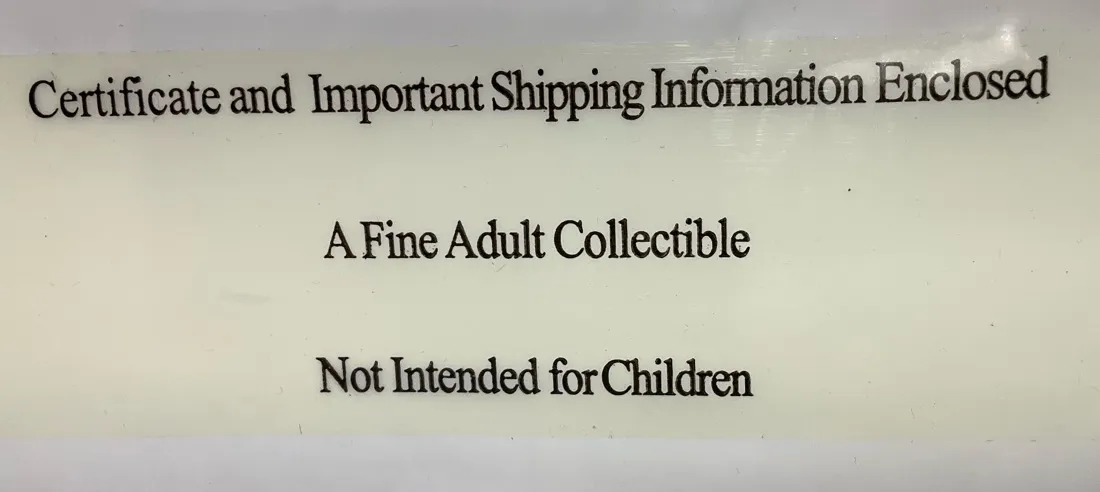 Certificate and Important Shipping Information Enclosed
A Fine Adult Collectible
Not Intended for Children